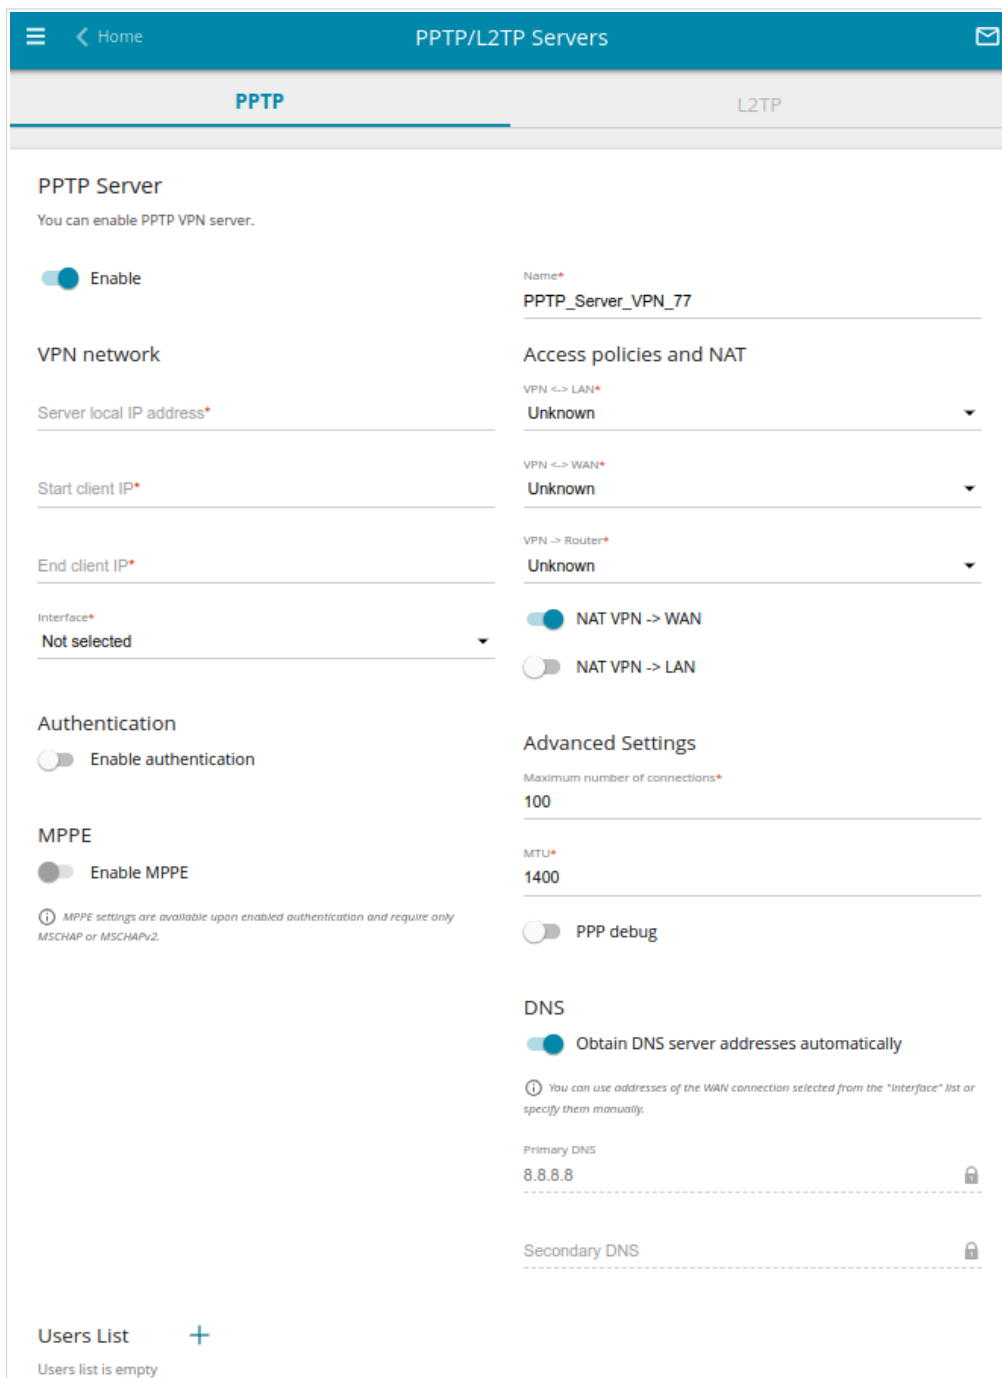 Home
PPTP/L2TP Servers
PPTP
L2TP
PPTP Server
You can enable PPTP VPN server.
Enable
Name*
PPTP_Server_VPN_77
VPN network
Server local IP address*
Start client IP*
End client IP*
Interface*
Not selected
Access policies and NAT
VPN <-> LAN*
Unknown
VPN <-> WAN*
Unknown
VPN -> Router*
Unknown
NAT VPN -> WAN
NAT VPN -> LAN
Authentication
Enable authentication
MPPE
Enable MPPE
MPPE settings are available upon enabled authentication and require only
MSCHAP or MSCHAPv2.
Advanced Settings
Maximum number of connections*
100
MTU*
1400
PPP debug
DNS
Obtain DNS server addresses automatically
You can use addresses of the WAN connection selected from the "Interface" list or
specify them manually.
Primary DNS
8.8.8.8
Secondary DNS
Users List
Users list is empty